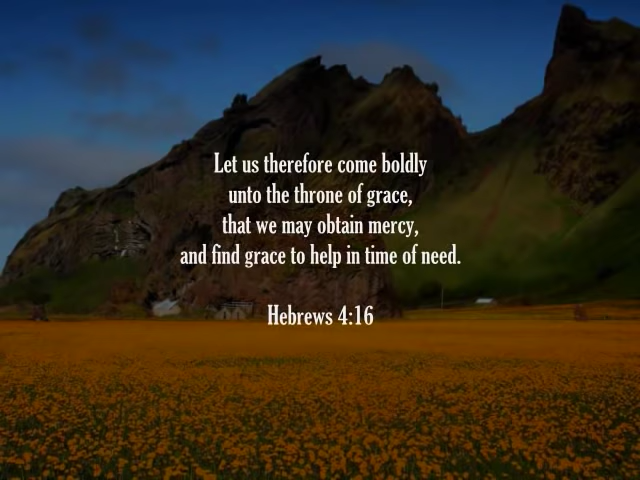 Let us therefore come boldly
unto the throne of grace,
that we may obtain mercy,
and find grace to help in time of need.
Hebrews 4:16